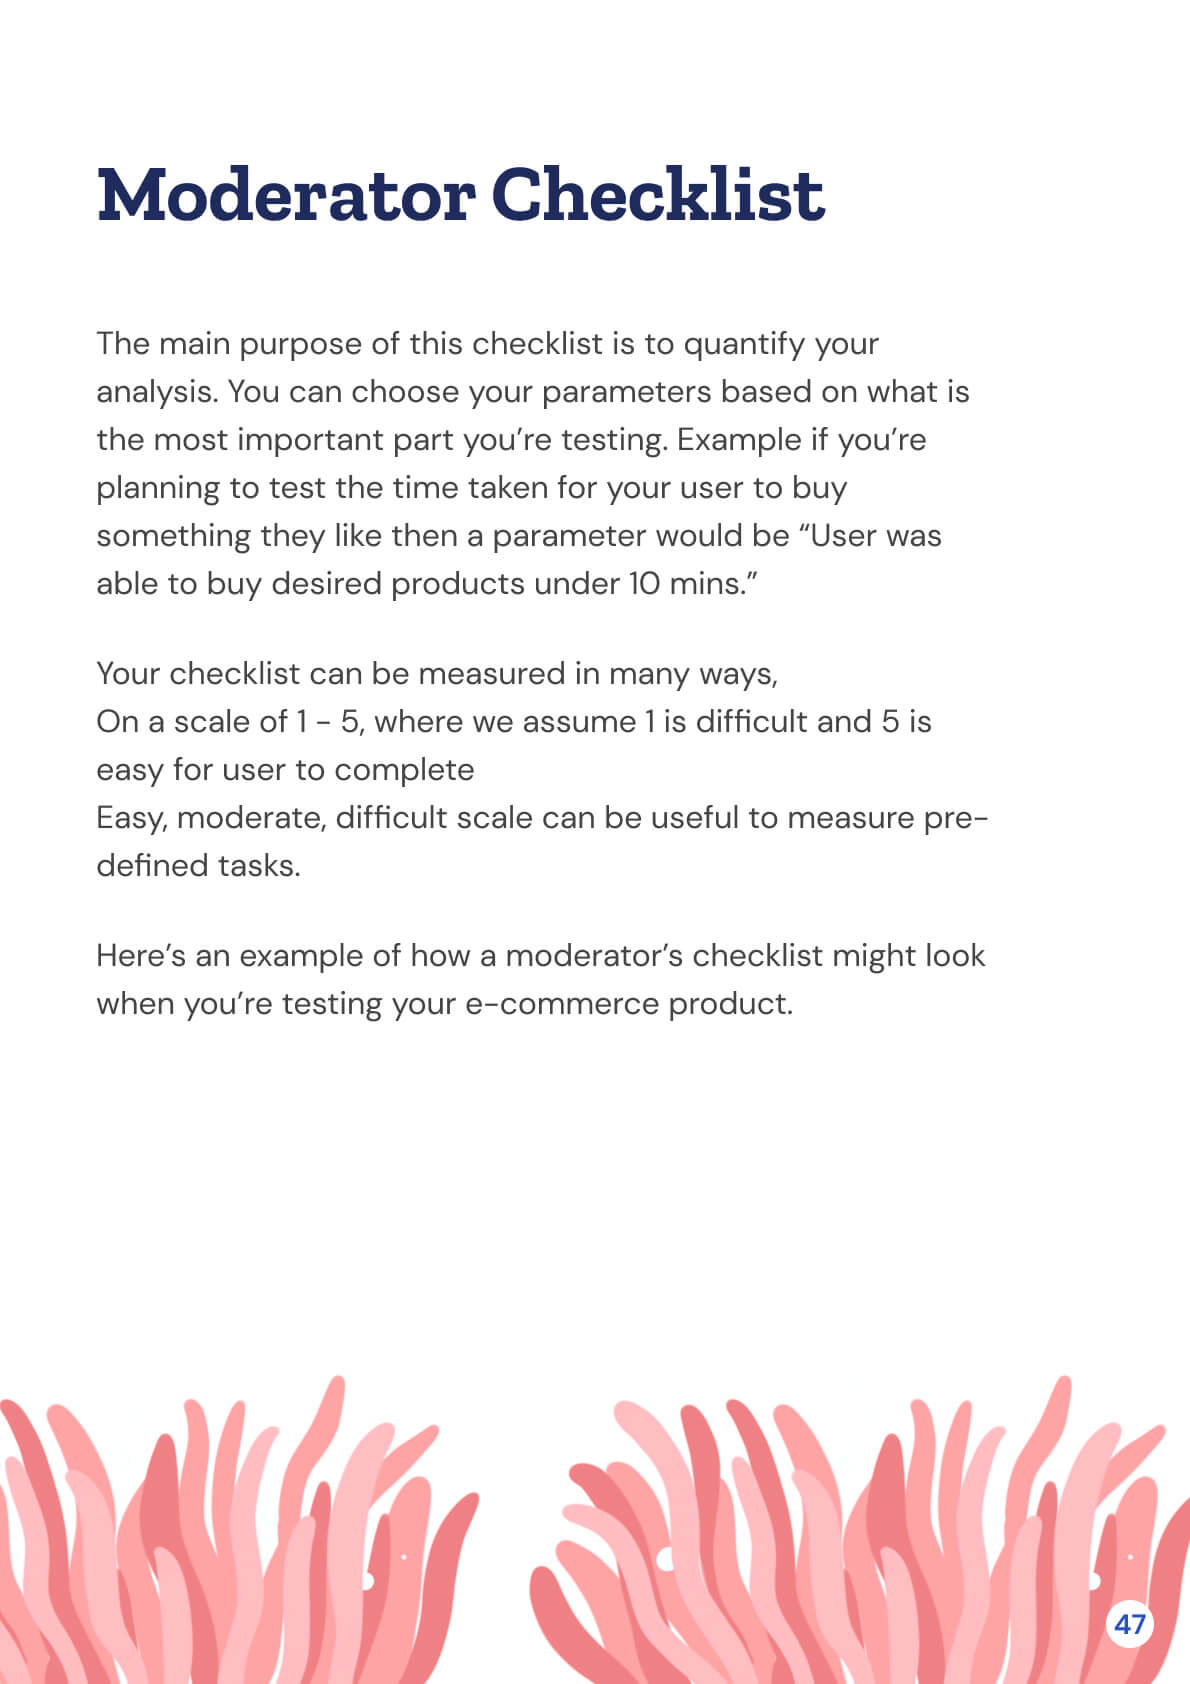 Moderator Checklist
The main purpose of this checklist is to quantify your
analysis. You can choose your parameters based on what is
the most important part you’re testing. Example if you’re
planning to test the time taken for your user to buy
something they like then a parameter would be “User was
able to buy desired products under 10 mins.”
Your checklist can be measured in many ways,
On a scale of 1 - 5, where we assume 1 is difficult and 5 is
easy for user to complete
Easy, moderate, difficult scale can be useful to measure pre-
defined tasks.
Here’s an example of how a moderator’s checklist might look
when you’re testing your e-commerce product.
47